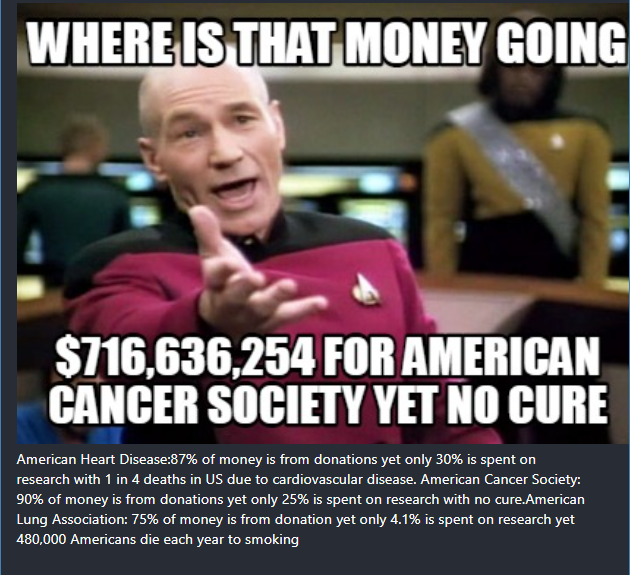 WHERE IS THAT MONEY GOING
$716,636,254 FOR AMERICAN
CANCER SOCIETY YET NO CURE
American Heart Disease:87% of money is from donations yet only 30% is spent on
research with 1 in 4 deaths in US due to cardiovascular disease. American Cancer Society:
90% of money is from donations yet only 25% is spent on research with no cure.American
Lung Association: 75% of money is from donation yet only 4.1% is spent on research yet
480,000 Americans die each year to smoking